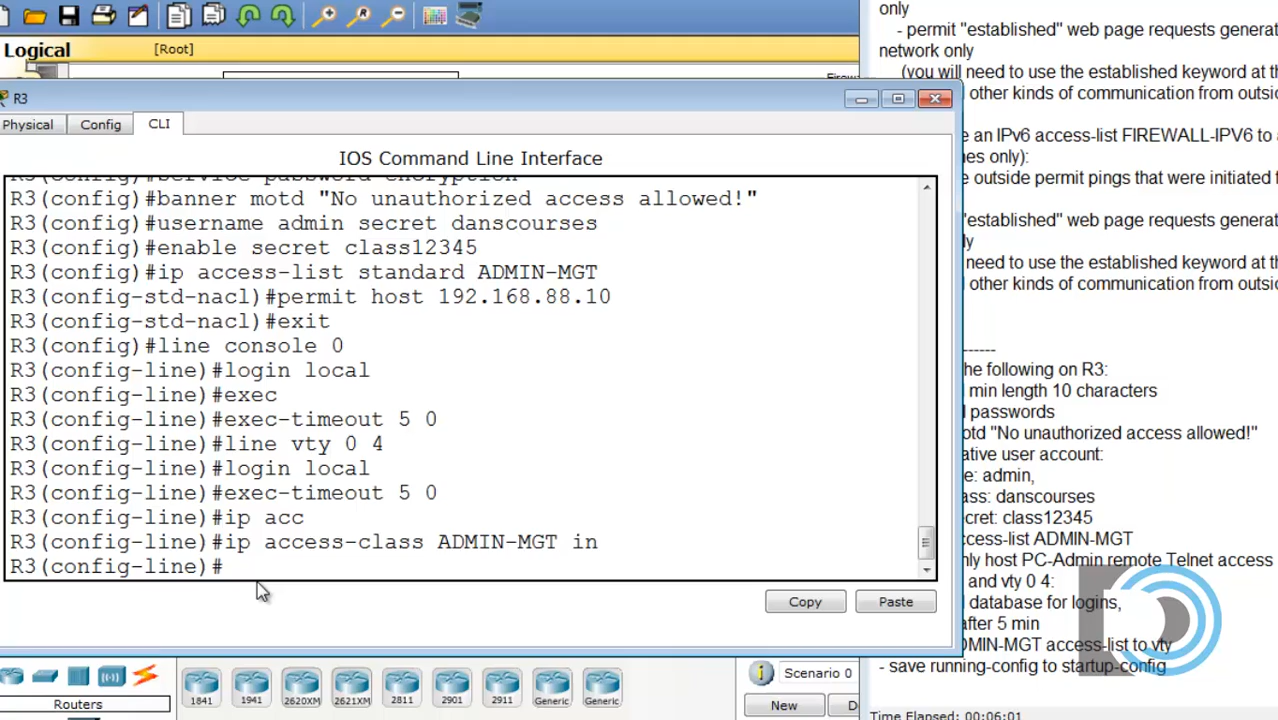 only
- permit "established" web page requests generat
network only
(you will need to use the established keyword at th
other kinds of communication from outsid
Logical
[Root]
Firew
R3
Physical
Config
CLI
IOS Command Line Interface
R3(config)#service password encryption
R3(config)#banner motd "No unauthorized access allowed!"
R3(config)#username admin secret danscourses
R3(config)#enable secret class12345
R3(config)#ip access-list standard ADMIN-MGT
R3(config-std-nacl)#permit host 192.168.88.10
R3(config-std-nacl)#exit
R3(config)#line console 0
R3(config-line)#login local
R3(config-line)#exec
R3(config-line)#exec-timeout 5 0
R3(config-line)#line vty 0 4
R3(config-line)#login local
R3(config-line)#exec-timeout 5 0
R3(config-line)#ip acc
R3(config-line)#ip access-class ADMIN-MGT in
R3(config-line)#
Copy
Paste
e an IPv6 access-list FIREWALL-IPV6 to a
es only):
e outside permit pings that were initiated f
"established" web page requests generat
ly
need to use the established keyword at th
other kinds of communication from outsid
------
he following on R3:
min length 10 characters
d passwords
otd "No unauthorized access allowed!"
ative user account:
e: admin,
ass: danscourses
ecret: class12345
ccess-list ADMIN-MGT
nly host PC-Admin remote Telnet access
and vty 0 4:
l database for logins,
after 5 min
ADMIN-MGT access-list to vty
- save running-config to startup-config
Time Elapsed: 00:06:01
Routers
1841
1941
2620XM
2621XM
2811
2901
2911
Generic
Generic
Scenario 0
New
D